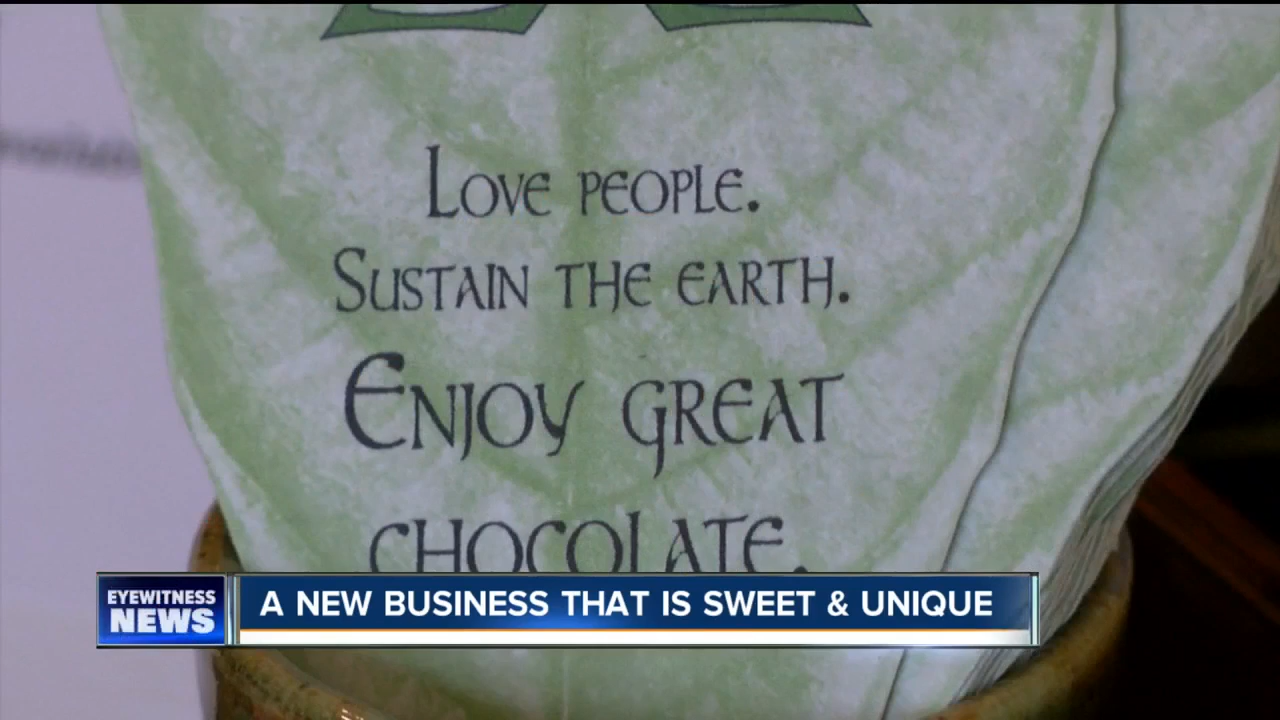 Love people.
Sustain the earth.
Enjoy great
chocolate.
EYEWITNESS
NEWS
A NEW BUSINESS THAT IS SWEET & UNIQUE